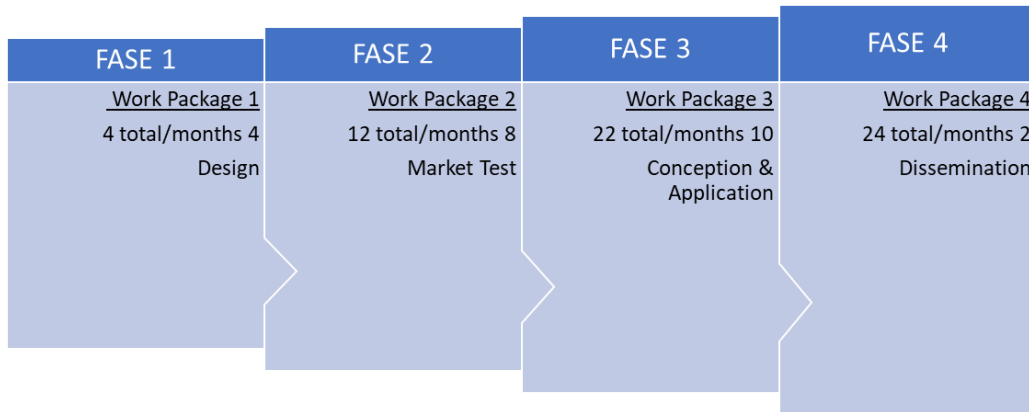 FASE 1
Work Package 1
4 total/months 4
Design
FASE 2
Work Package 2
12 total/months 8
Market Test
FASE 3
Work Package 3
22 total/months 10
Conception &
Application
FASE 4
Work Package 4
24 total/months 2
Dissemination